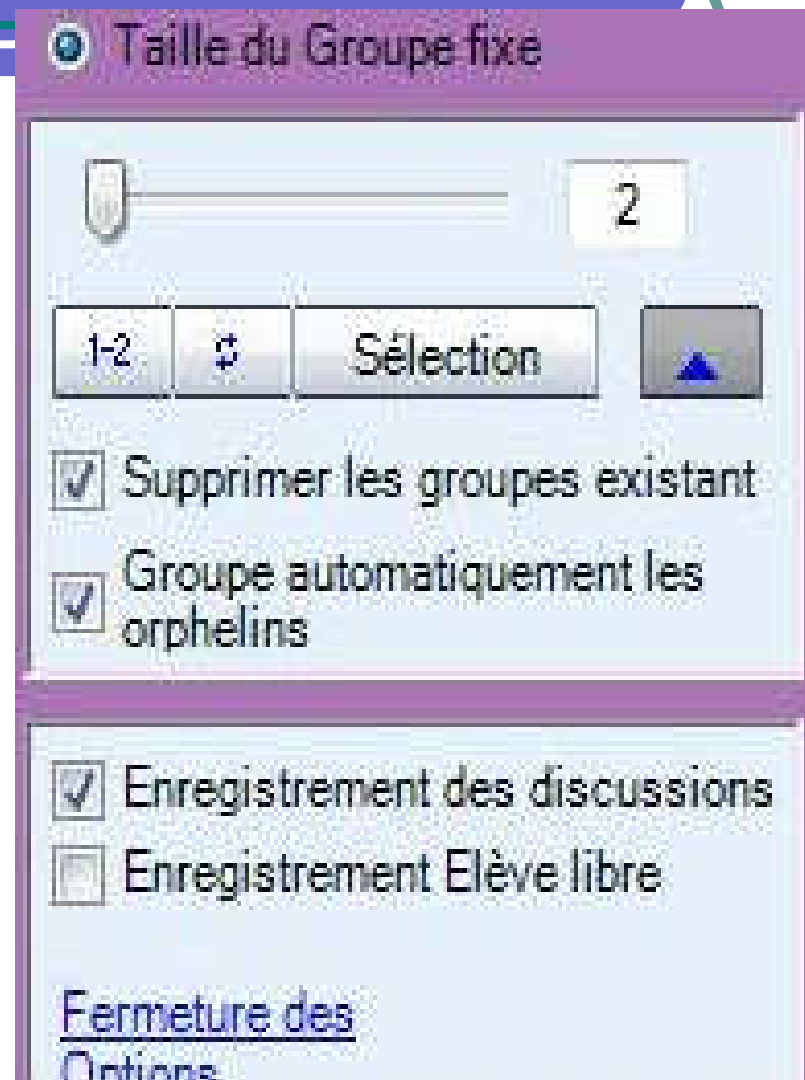 Taille du Groupe fixe
2
1-2
Sélection
Supprimer les groupes existant
Groupe automatiquement les
orphelins
Enregistrement des discussions
Enregistrement Elève libre
Fermeture des
Options